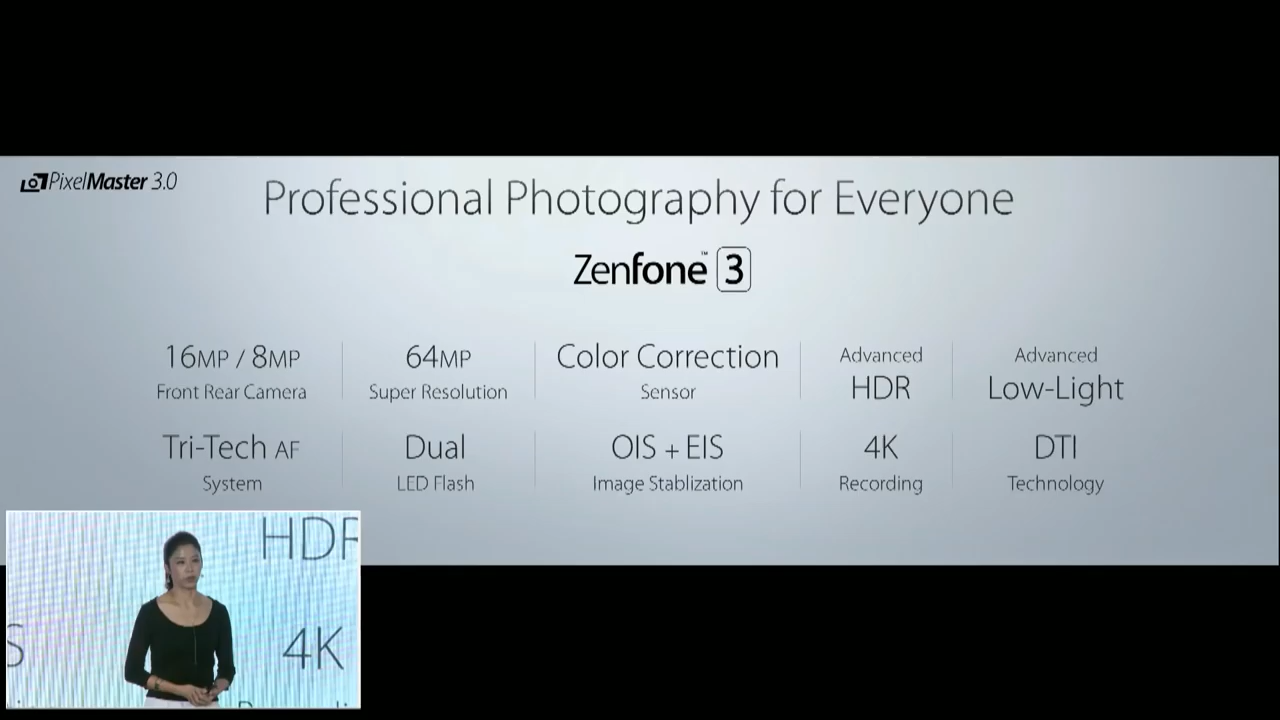 PixelMaster 3.0
Professional Photography for Everyone
Zenfone™ 3
16MP / 8MP
Front Rear Camera
64MP
Super Resolution
Color Correction
Sensor
Advanced
HDR
Advanced
Low-Light
Tri-Tech AF
System
Dual
LED Flash
OIS + EIS
Image Stablization
4K
Recording
DTI
Technology
HDR
S
4K